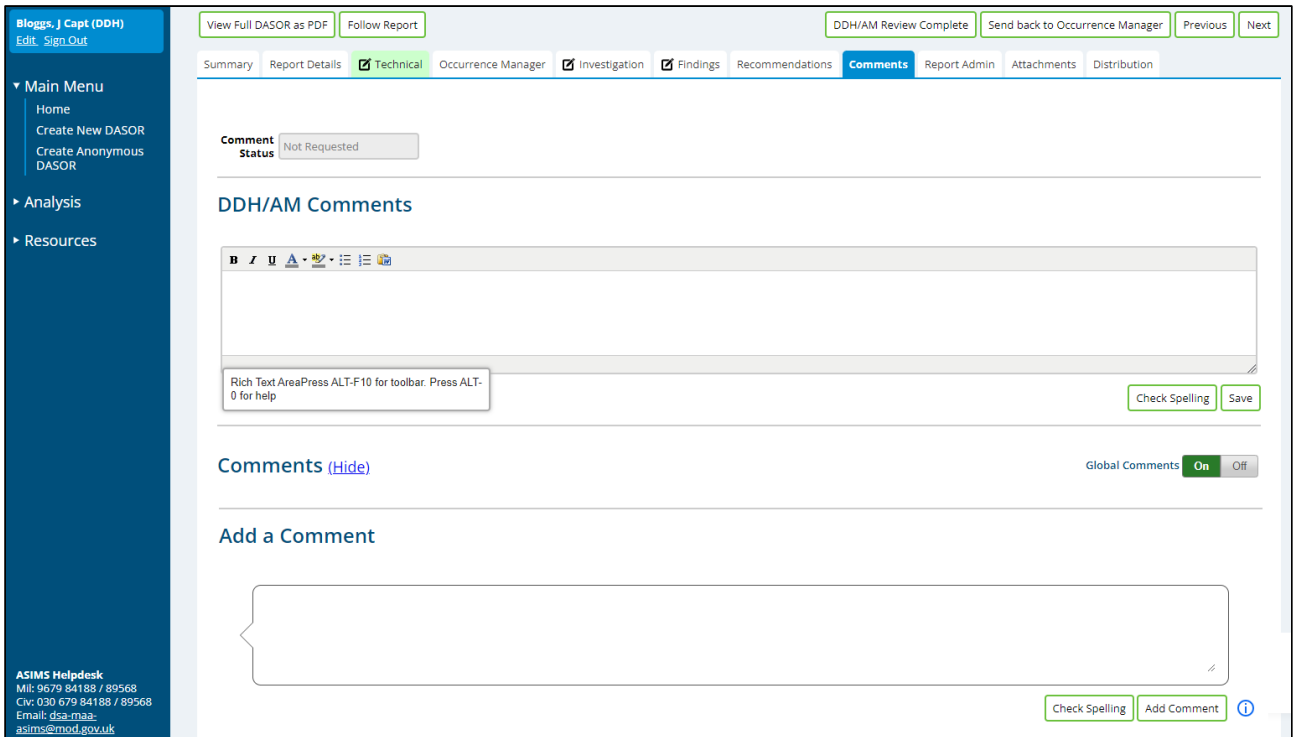 Bloggs, J Capt (DDH)
Edit Sign Out
Main Menu
Home
Create New DASOR
Create Anonymous
DASOR
Analysis
Resources
ASIMS Helpdesk
Mil: 9679 84188 / 89568
Civ: 030 679 84188 / 89568
Email: dsa-maa-
asims@mod.gov.uk
View Full DASOR as PDF Follow Report DDH/AM Review Complete Send back to Occurrence Manager Previous Next
Summary Report Details Technical Occurrence Manager Investigation Findings Recommendations Comments Report Admin Attachments Distribution
Comment
Status Not Requested
DDH/AM Comments
B I U A ab
Rich Text AreaPress ALT-F10 for toolbar. Press ALT-
0 for help
Check Spelling Save
Comments (Hide) Global Comments On Off
Add a Comment
Check Spelling Add Comment